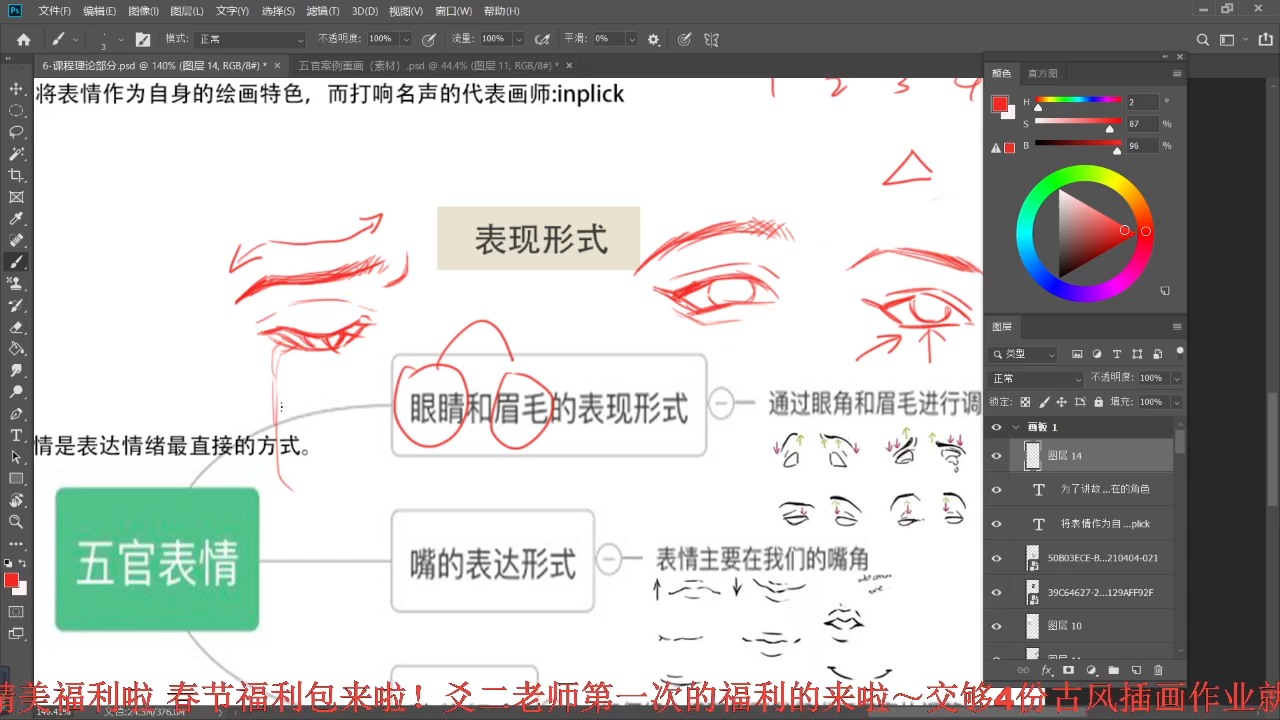 Ps 文件(F) 编辑(E) 图像(I) 图层(L) 文字(Y) 选择(S) 滤镜(T) 3D(D) 视图(V) 窗口(W) 帮助(H)
3 模式: 正常 不透明度: 100% 流量: 100% 平滑: 0%
6-课程理论部分.psd @ 140% (图层 14, RGB/8#) * × 五官案例重画（素材）.psd @ 44.4% (图层 11, RGB/8#) * ×
将表情作为自身的绘画特色，而打响名声的代表画师:inplick
1 2 3 4
颜色 直方图
H 2 °
S 87 %
B 96 %
表现形式
眼睛和眉毛的表现形式
通过眼角和眉毛进行调
情是表达情绪最直接的方式。
五官表情
嘴的表达形式
表情主要在我们的嘴角
图层
类型
正常 不透明度: 100%
锁定: 填充: 100%
画板 1
图层 14
T 为了讲故 ...在的角色
T 将表情作为自 ...plick
50B03ECE-B...210404-021
39C64627-2...129AFF92F
图层 10
精美福利啦 春节福利包来啦！爻二老师第一次的福利的来啦～交够4份古风插画作业就